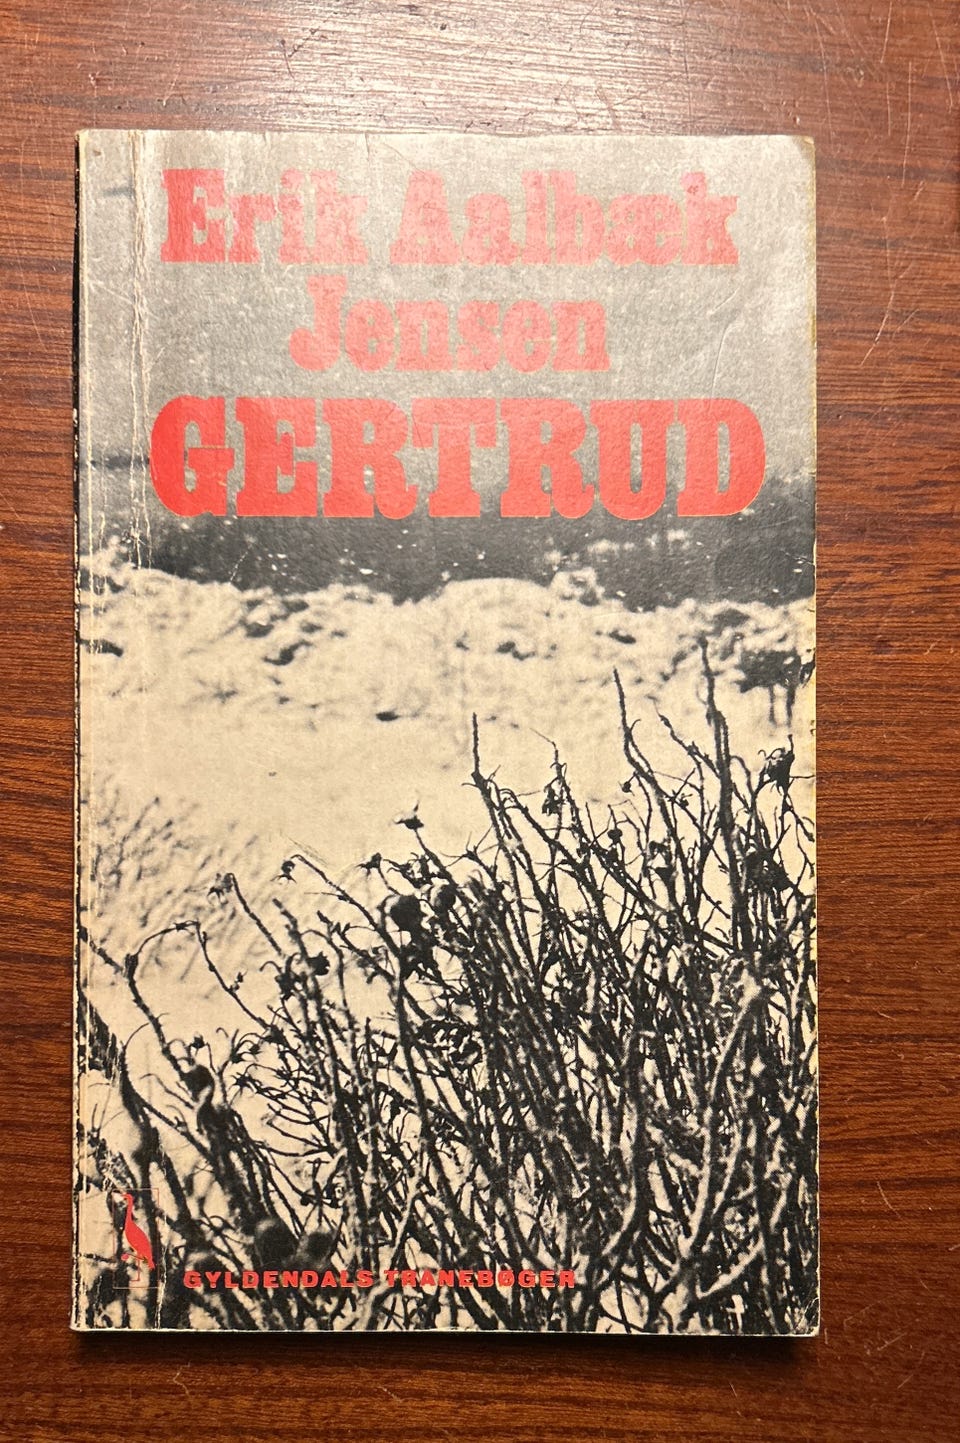 Erik Aalbæk
Jensen
GERTRUD
GYLDENDALS TRANEBØGER